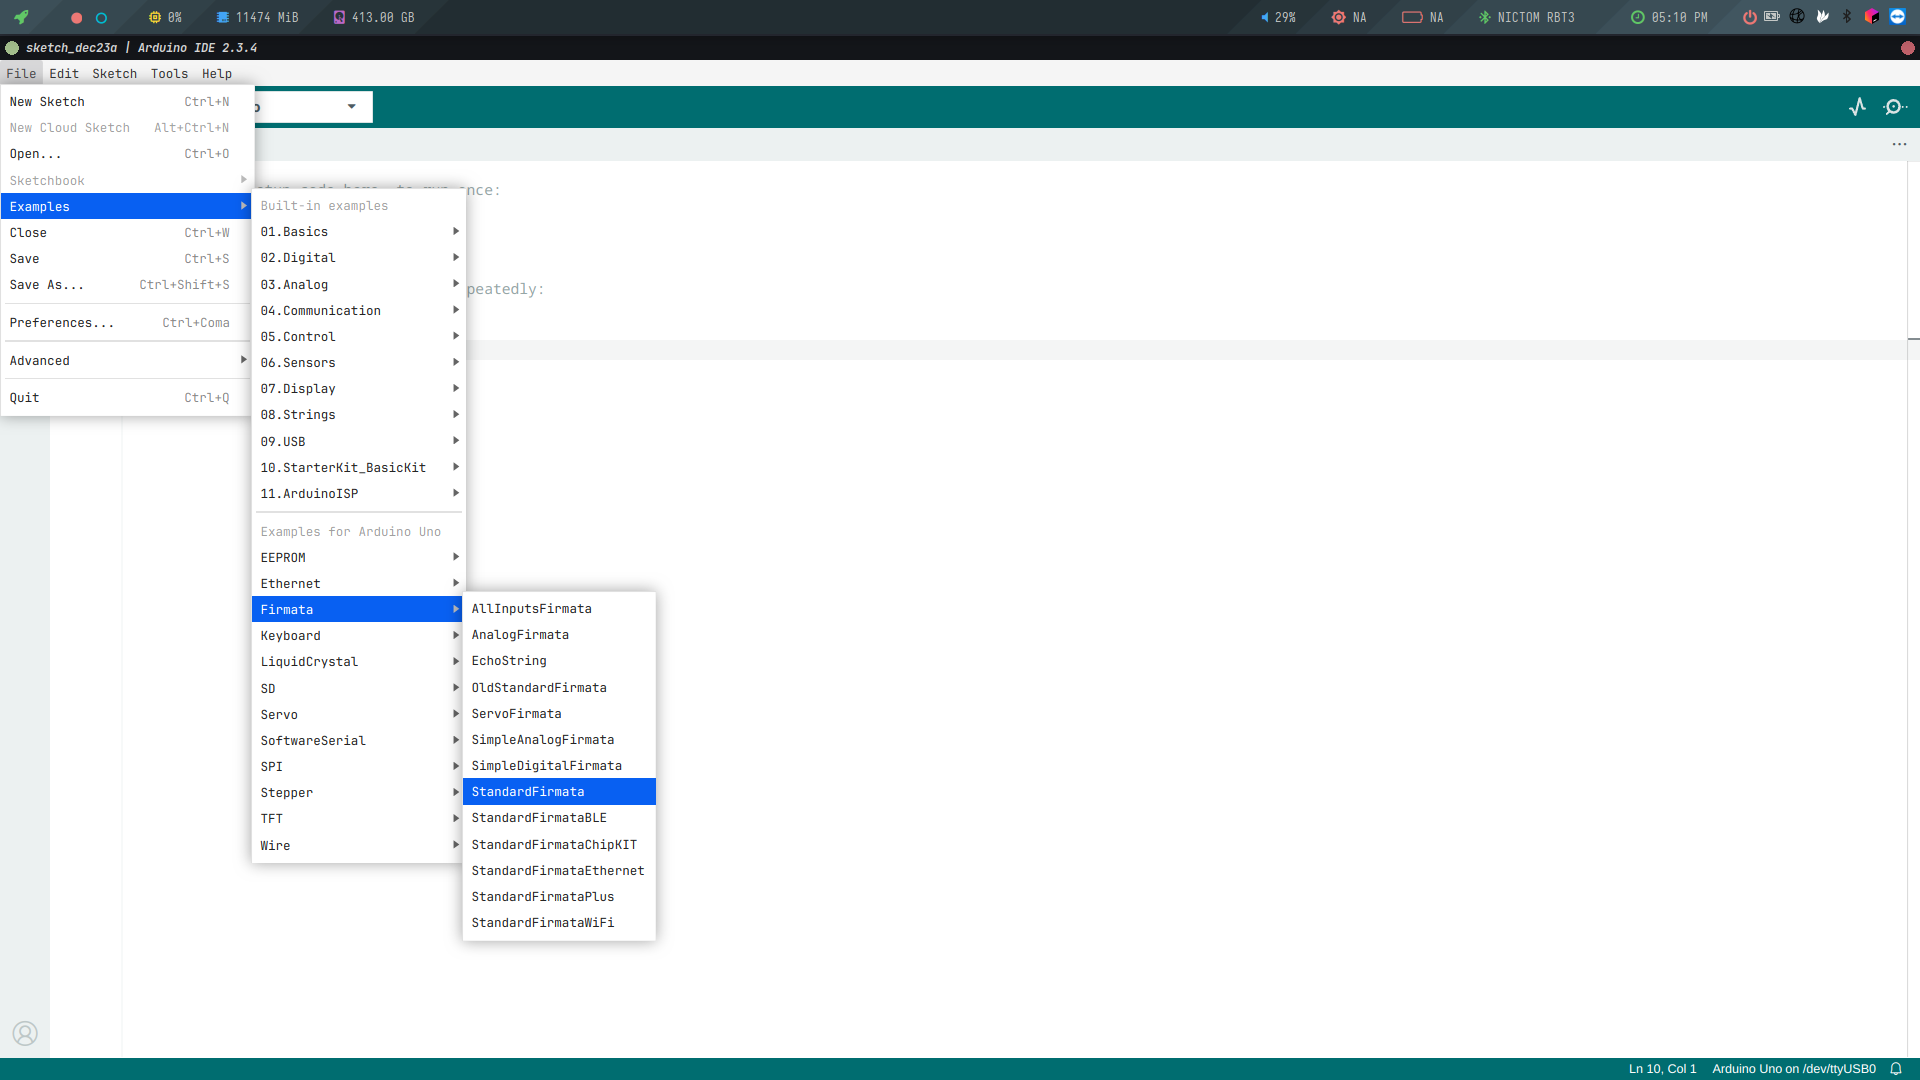 0%
11474 MiB
413.00 GB
29%
NA
NA
NICTOM RBT3
05:10 PM
sketch_dec23a | Arduino IDE 2.3.4
File Edit Sketch Tools Help
New Sketch Ctrl+N
New Cloud Sketch Alt+Ctrl+N
Open... Ctrl+O
Sketchbook
Examples
Close Ctrl+W
Save Ctrl+S
Save As... Ctrl+Shift+S
Preferences... Ctrl+Coma
Advanced
Quit Ctrl+Q
nce:
peatedly:
Built-in examples
01.Basics
02.Digital
03.Analog
04.Communication
05.Control
06.Sensors
07.Display
08.Strings
09.USB
10.StarterKit_BasicKit
11.ArduinoISP
Examples for Arduino Uno
EEPROM
Ethernet
Firmata
Keyboard
LiquidCrystal
SD
Servo
SoftwareSerial
SPI
Stepper
TFT
Wire
AllInputsFirmata
AnalogFirmata
EchoString
OldStandardFirmata
ServoFirmata
SimpleAnalogFirmata
SimpleDigitalFirmata
StandardFirmata
StandardFirmataBLE
StandardFirmataChipKIT
StandardFirmataEthernet
StandardFirmataPlus
StandardFirmataWiFi
Ln 10, Col 1
Arduino Uno on /dev/ttyUSB0